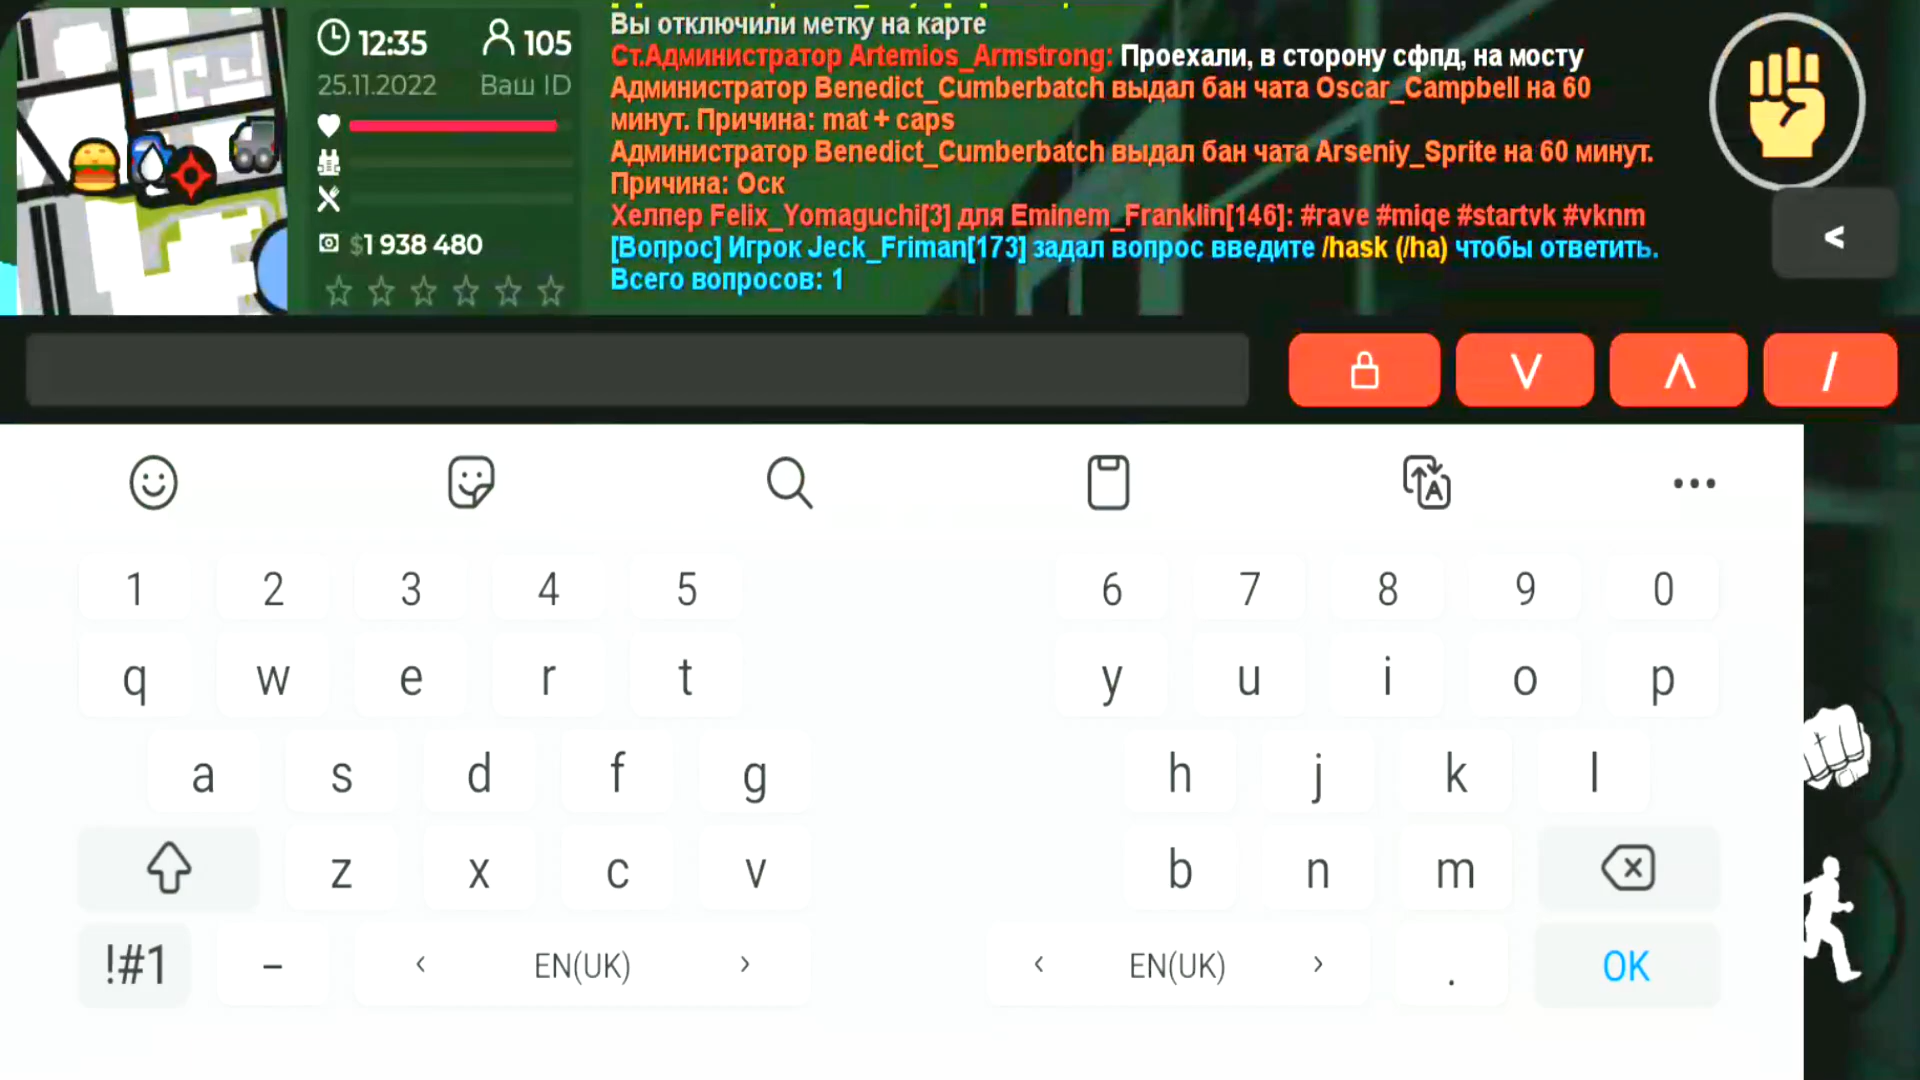 12:35
105
25.11.2022
Ваш ID
$1 938 480
Вы отключили метку на карте
Ст.Администратор Artemios_Armstrong: Проехали, в сторону сфпд, на мосту
Администратор Benedict_Cumberbatch выдал бан чата Oscar_Campbell на 60
минут. Причина: mat + caps
Администратор Benedict_Cumberbatch выдал бан чата Arseniy_Sprite на 60 минут.
Причина: Оск
Хелпер Felix_Yomaguchi[3] для Eminem_Franklin[146]: #rave #miqe #startvk #vknm
[Вопрос] Игрок Jeck_Friman[173] задал вопрос введите /hask (/ha) чтобы ответить.
Всего вопросов: 1
<
V Λ /
1 2 3 4 5 6 7 8 9 0
q w e r t y u i o p
a s d f g h j k l
z x c v b n m
!#1 – < EN(UK) > < EN(UK) > . OK